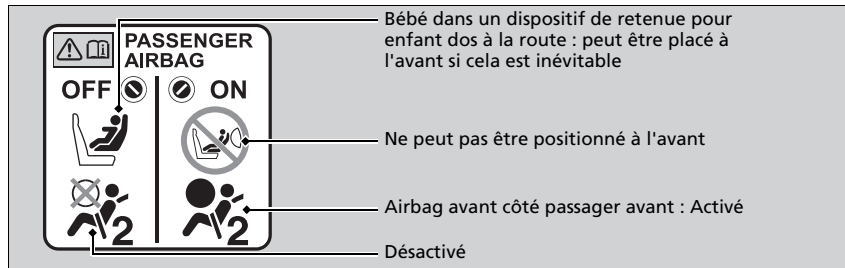 PASSENGER
AIRBAG
OFF ON
2 2
Bébé dans un dispositif de retenue pour
enfant dos à la route : peut être placé à
l'avant si cela est inévitable
Ne peut pas être positionné à l'avant
Airbag avant côté passager avant : Activé
Désactivé